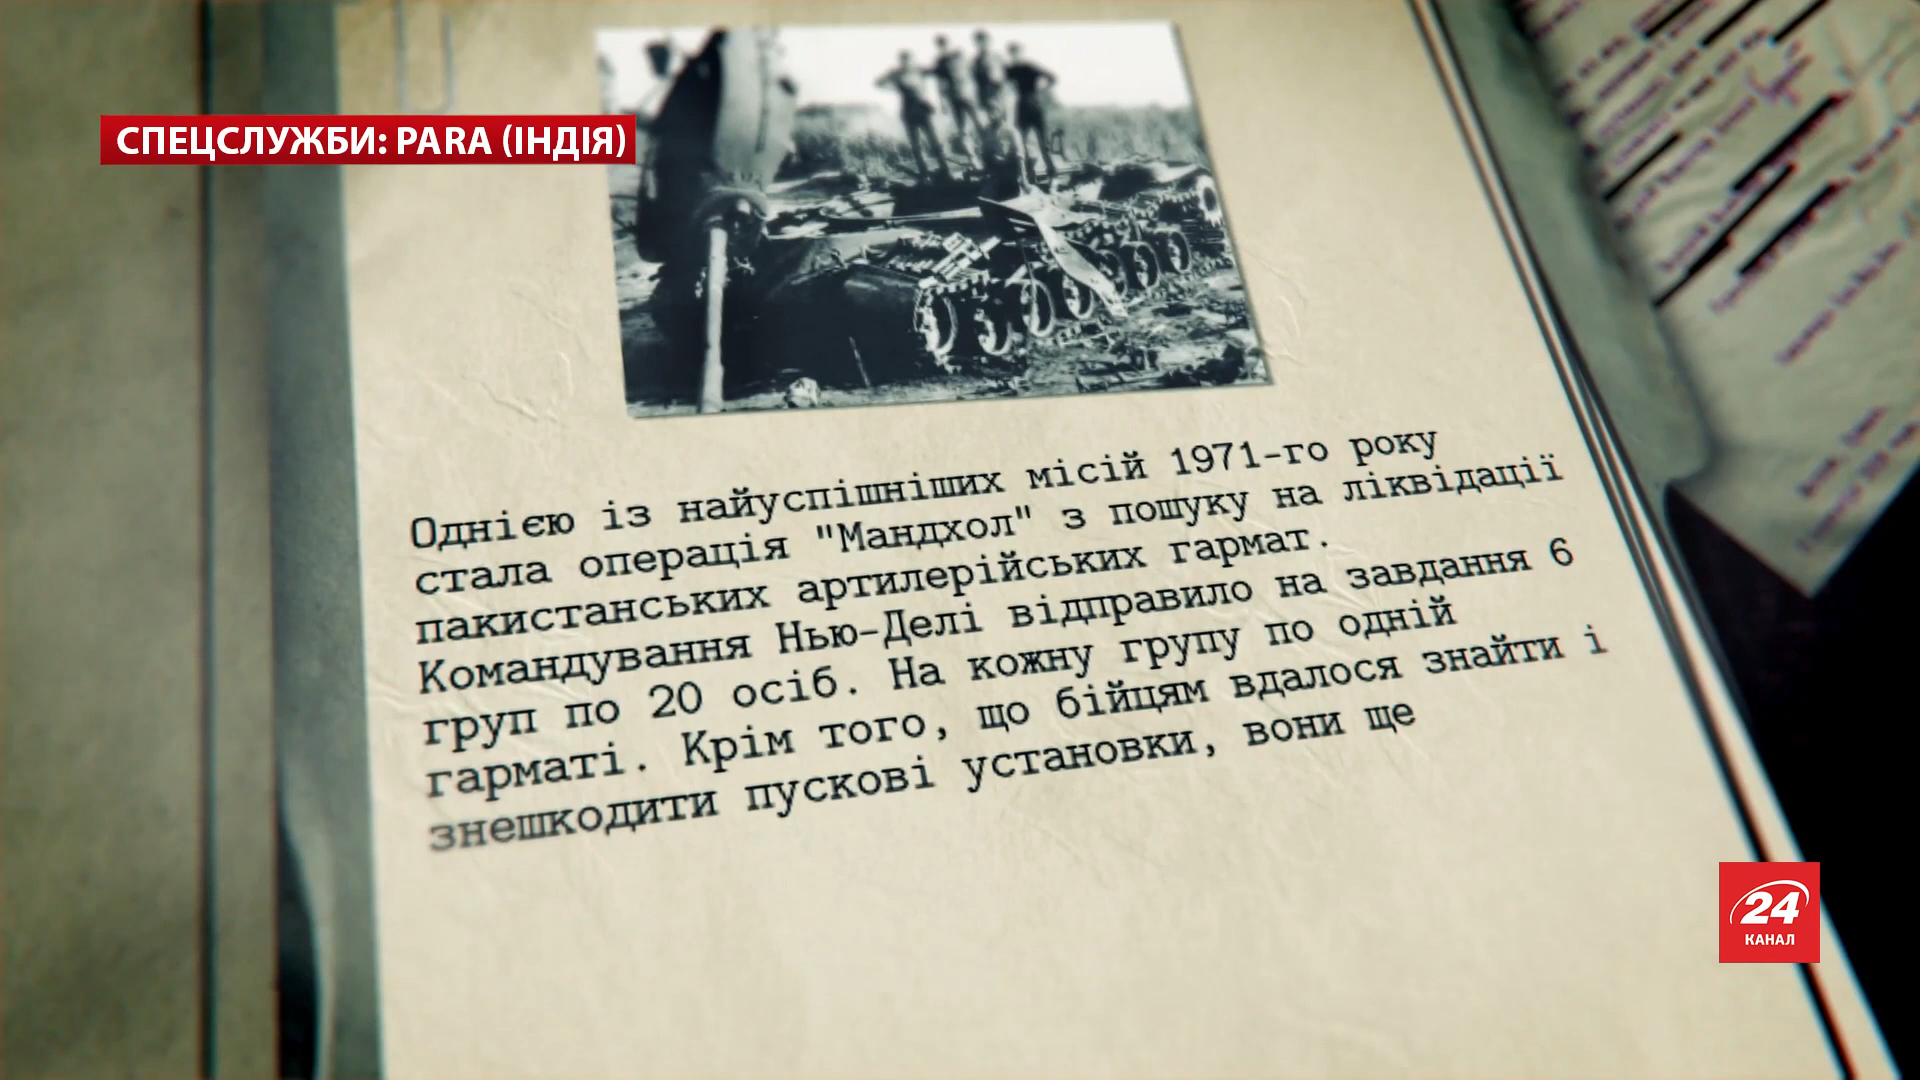 СПЕЦСЛУЖБИ: PARA (ІНДІЯ)
Однією із найуспішніших місій 1971-го року
стала операція "Мандхол" з пошуку на ліквідації
пакистанських артилерійських гармат.
Командування Нью-Делі відправило на завдання 6
груп по 20 осіб. На кожну групу по одній
гарматі. Крім того, що бійцям вдалося знайти і
знешкодити пускові установки, вони ще
24
КАНАЛ